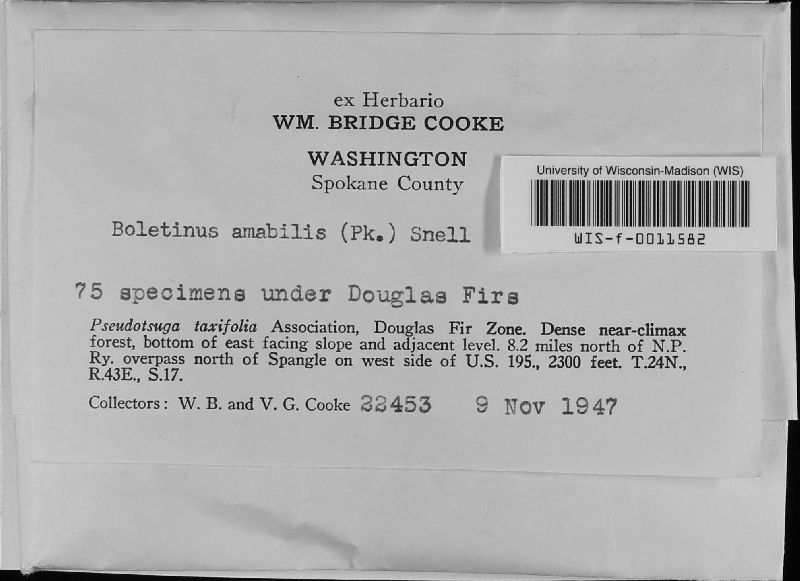 ex Herbario
WM. BRIDGE COOKE
WASHINGTON
Spokane County
University of Wisconsin-Madison (WIS)
WIS-f-0011582
Boletinus amabilis (Pk.) Snell
75 specimens under Douglas Firs
Pseudotsuga taxifolia Association, Douglas Fir Zone. Dense near-climax
forest, bottom of east facing slope and adjacent level. 8.2 miles north of N.P.
Ry. overpass north of Spangle on west side of U.S. 195., 2300 feet. T.24N.,
R.43E., S.17.
Collectors: W. B. and V. G. Cooke 22453 9 Nov 1947